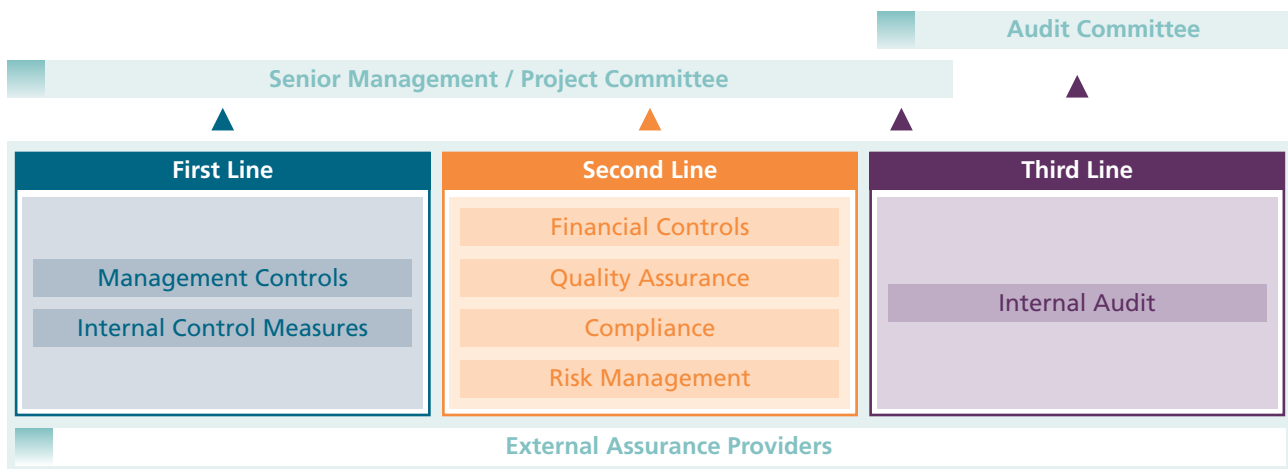 Audit Committee
Senior Management / Project Committee
First Line
Management Controls
Internal Control Measures
Second Line
Financial Controls
Quality Assurance
Compliance
Risk Management
Third Line
Internal Audit
External Assurance Providers